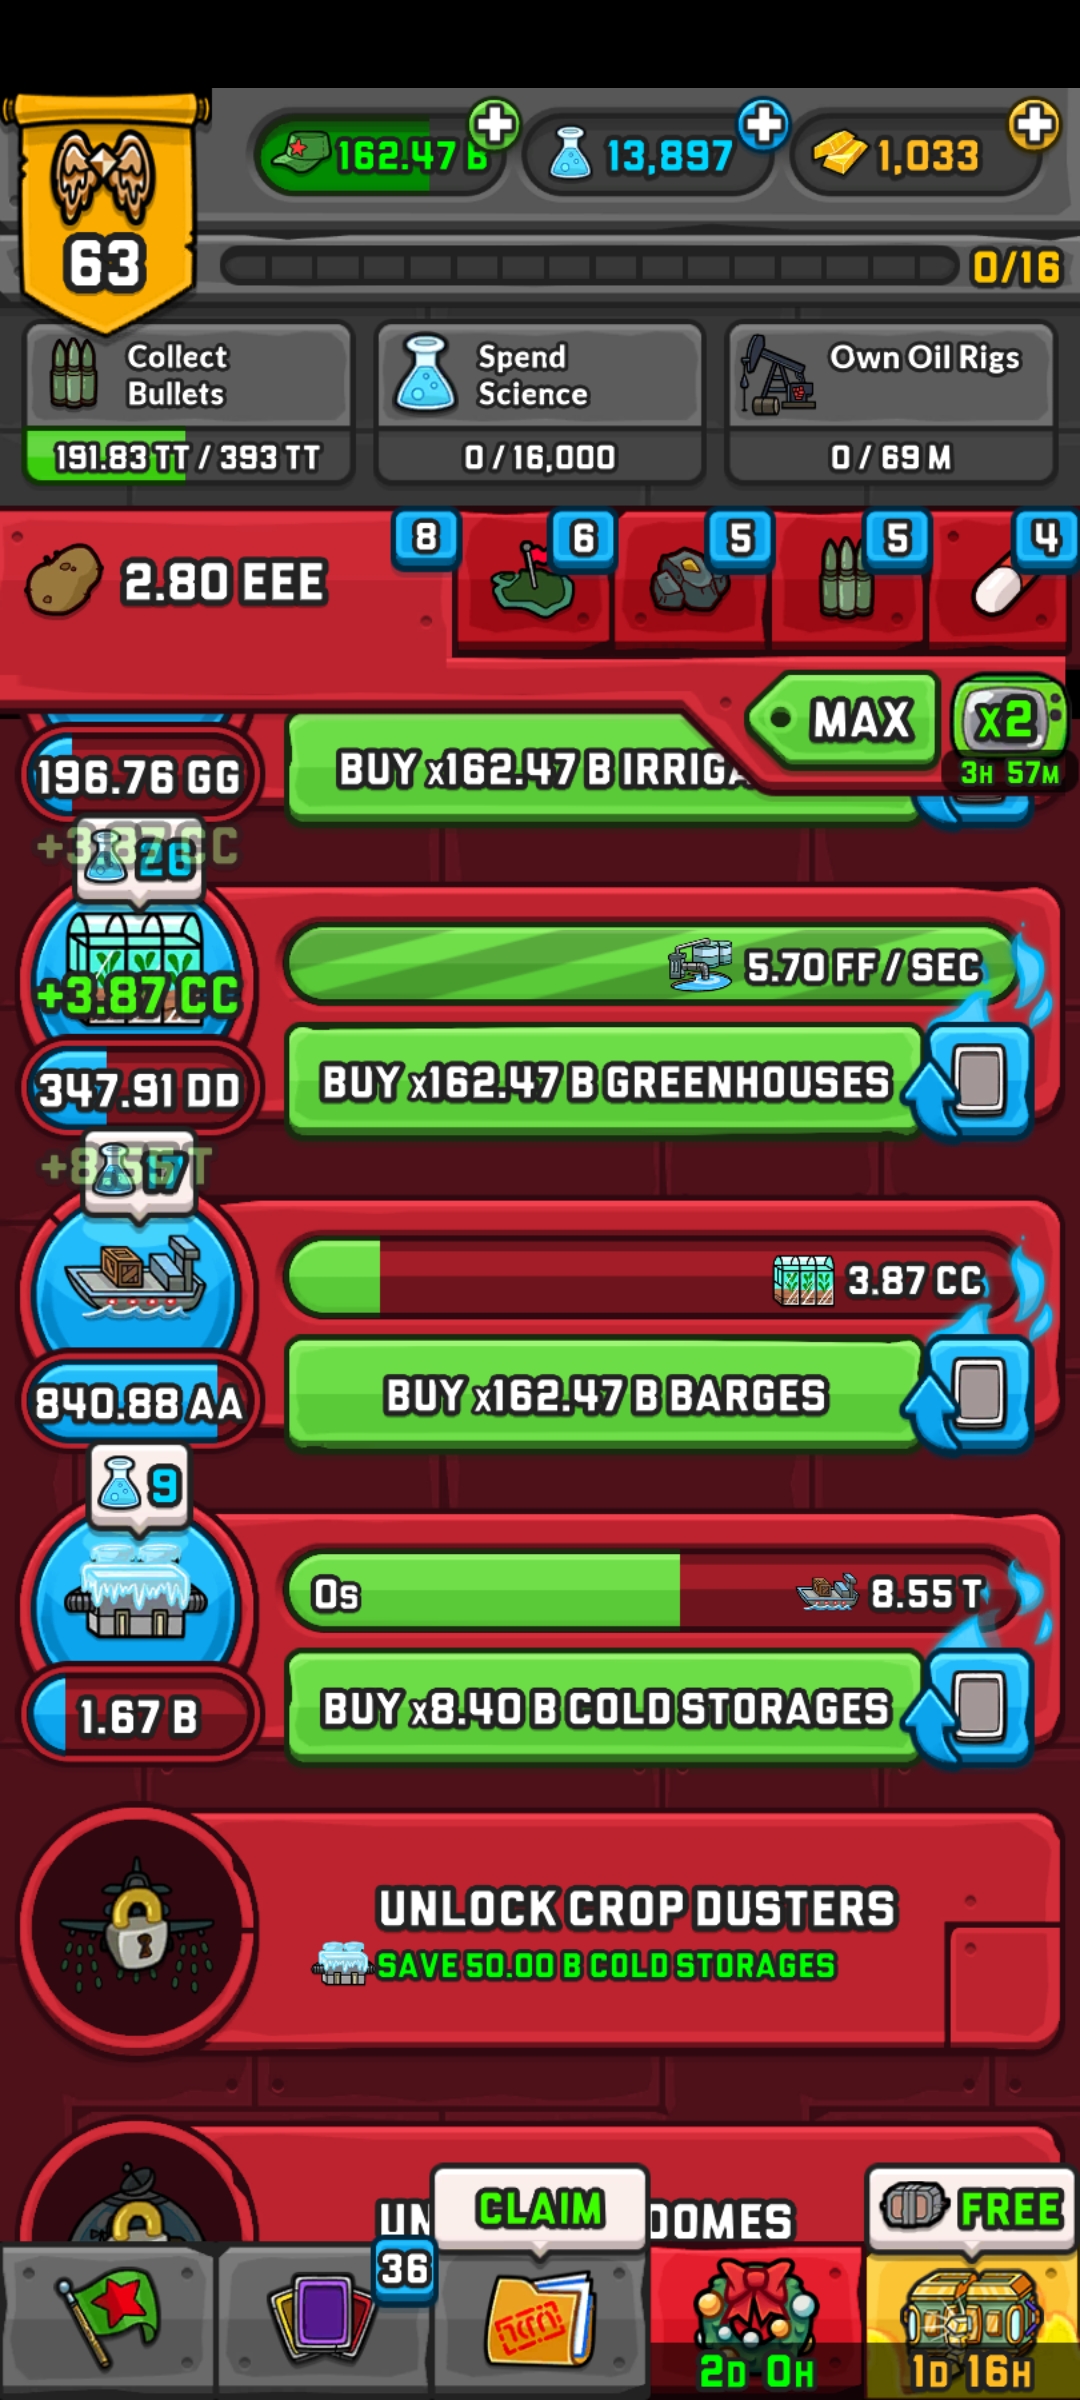 162.47 B
13,897
1,033
63
0/16
Collect
Bullets
Spend
Science
Own Oil Rigs
191.83 TT / 393 TT
0 / 16,000
0 / 69 M
2.80 EEE
8
6
5
5
4
MAX
x2
3H 57M
196.76 GG
BUY x162.47 B IRRIGA
+3.87 CC
26
5.70 FF / SEC
+3.87 CC
347.91 DD
BUY x162.47 B GREENHOUSES
+8.55 T
17
3.87 CC
840.88 AA
BUY x162.47 B BARGES
9
0s
8.55 T
1.67 B
BUY x8.40 B COLD STORAGES
UNLOCK CROP DUSTERS
SAVE 50.00 B COLD STORAGES
UN
DOMES
CLAIM
FREE
36
2D 0H
1D 16H